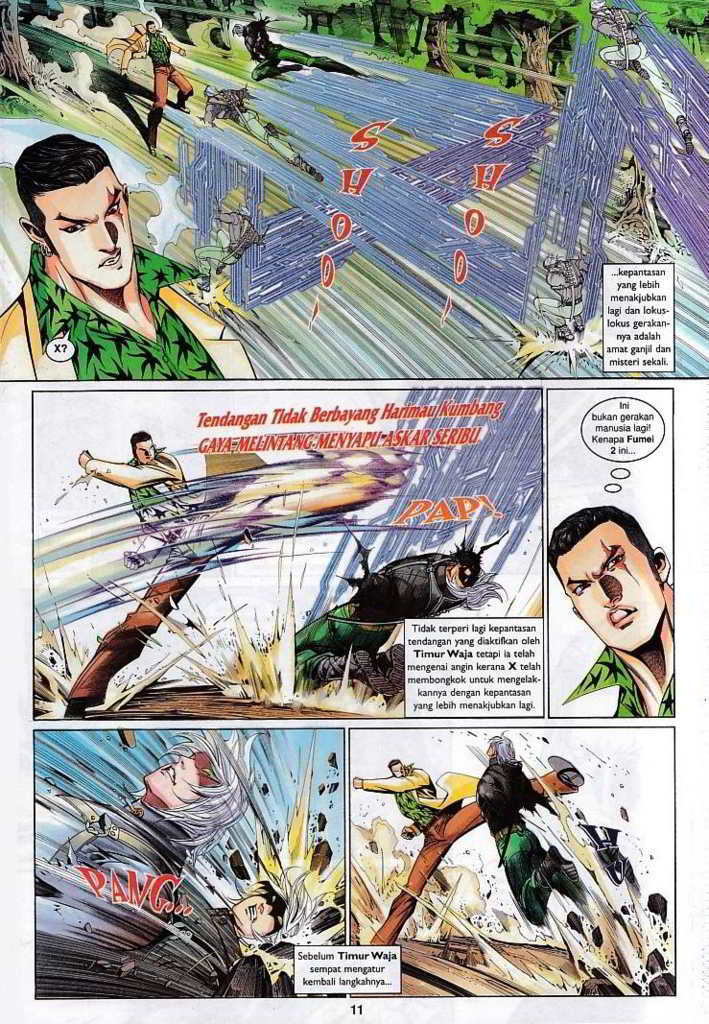 SHOO!
SHOO!
X?
...kepantasan
yang lebih
menakjubkan
lagi dan lokus-
lokus gerakan-
nya adalah
amat ganjil dan
misteri sekali.
Tendangan Tidak Berbayang Harimau Kumbang
GAYA MELINTANG MENYAPU ASKAR SERIBU
PAP!
Tidak terperi lagi kepantasan
tendangan yang diaktifkan oleh
Timur Waja tetapi ia telah
mengenai angin kerana X telah
membongkok untuk mengelak-
kannya dengan kepantasan
yang lebih menakjubkan lagi.
Ini
bukan gerakan
manusia lagi!
Kenapa Fumei
2 ini...
PANG...
Sebelum Timur Waja
sempat mengatur
kembali langkahnya...
11